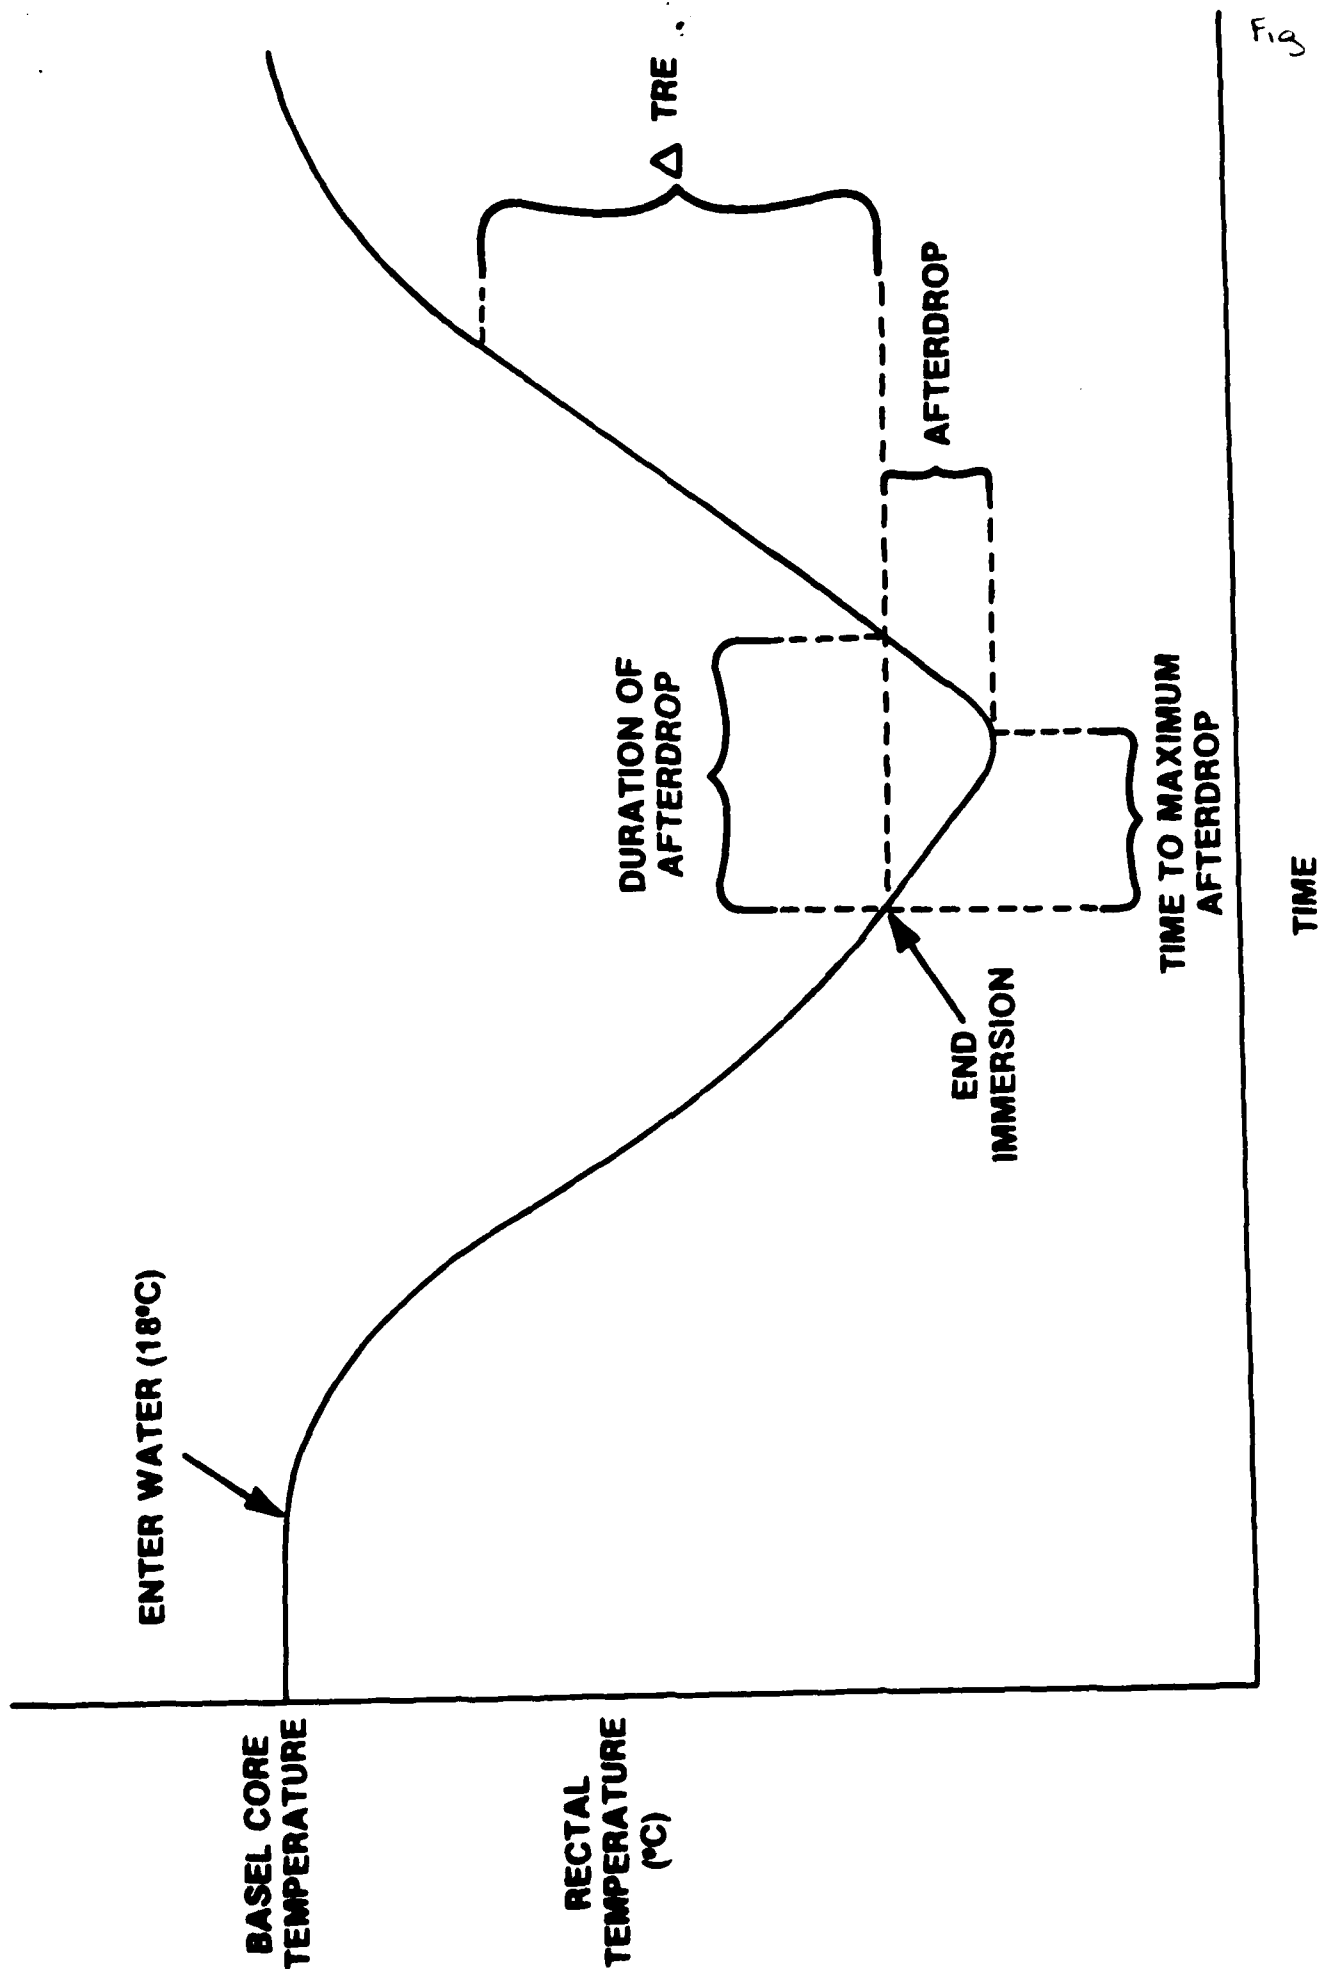 Fig
BASEL CORE
TEMPERATURE
ENTER WATER (18°C)
RECTAL
TEMPERATURE
(°C)
DURATION OF
AFTERDROP
Δ TRE
AFTERDROP
END
IMMERSION
TIME TO MAXIMUM
AFTERDROP
TIME